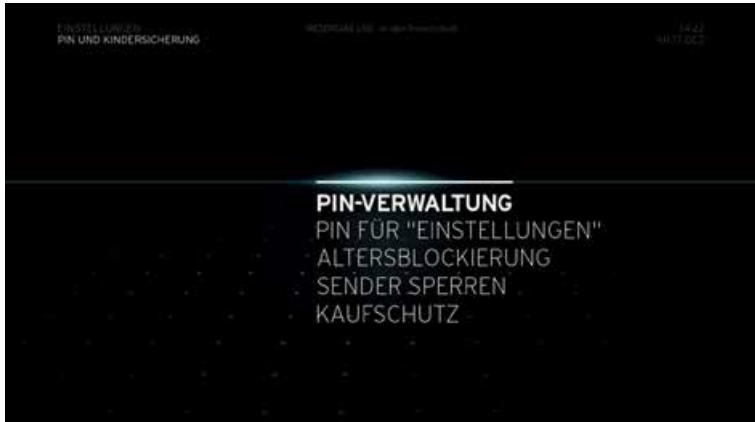 EINSTELLUNGEN
PIN UND KINDERSICHERUNG
PIN-VERWALTUNG
PIN FÜR "EINSTELLUNGEN"
ALTERSBLOCKIERUNG
SENDER SPERREN
KAUFSCHUTZ